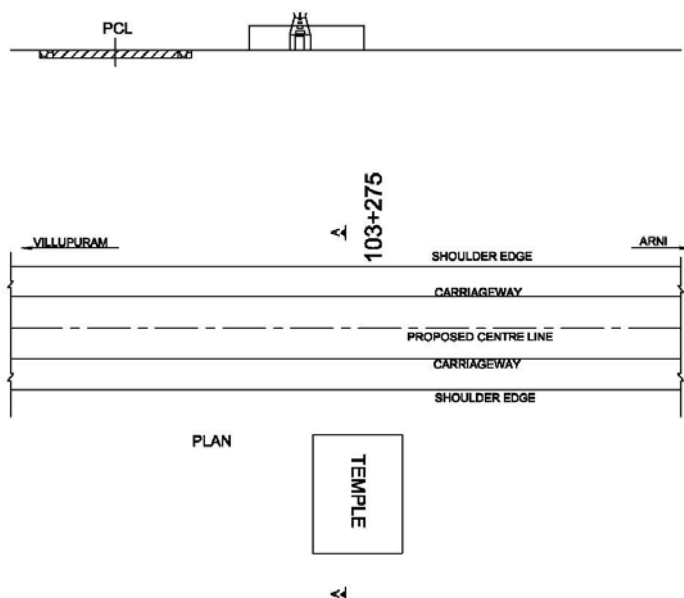 PCL
A
103+275
VILLUPURAM
ARNI
SHOULDER EDGE
CARRIAGEWAY
PROPOSED CENTRE LINE
CARRIAGEWAY
SHOULDER EDGE
PLAN
TEMPLE
A